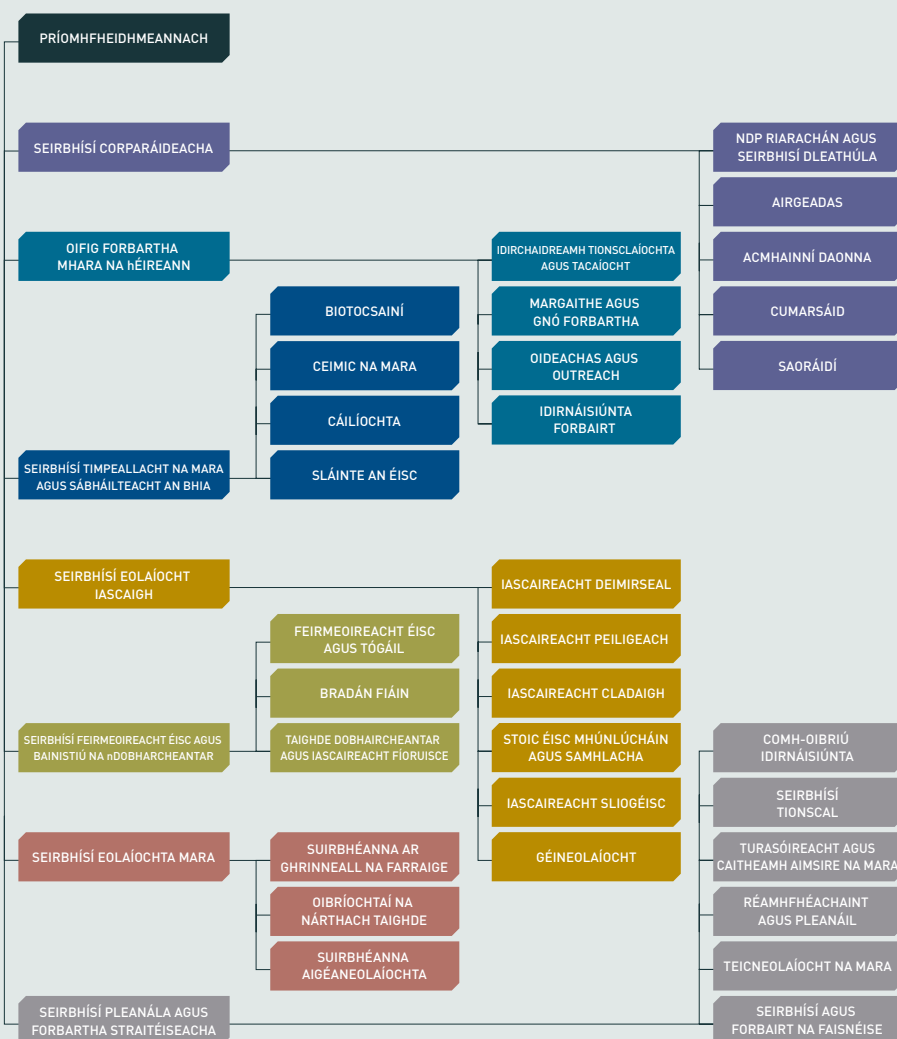 PRÍOMHFHEIDHMEANNACH
SEIRBHÍSÍ CORPARÁIDEACHA
NDP RIARACHÁN AGUS
SEIRBHISÍ DLEATHÚLA
AIRGEADAS
ACMHAINNÍ DAONNA
CUMARSÁID
SAORÁIDÍ
OIFIG FORBARTHA
MHARA NA hÉIREANN
IDIRCHAIDREAMH TIONSCLAÍOCHTA
AGUS TACAÍOCHT
MARGAITHE AGUS
GNÓ FORBARTHA
OIDEACHAS AGUS
OUTREACH
IDIRNÁISIÚNTA
FORBAIRT
SEIRBHÍSÍ TIMPEALLACHT NA MARA
AGUS SÁBHÁILTEACHT AN BHIA
BIOTOCSAINÍ
CEIMIC NA MARA
CÁILÍOCHTA
SLÁINTE AN ÉISC
SEIRBHÍSÍ EOLAÍOCHT
IASCAIGH
IASCAIREACHT DEIMIRSEAL
IASCAIREACHT PEILIGEACH
IASCAIREACHT CLADAIGH
STOIC ÉISC MHÚNLÚCHÁIN
AGUS SAMHLACHA
IASCAIREACHT SLIOGÉISC
GÉINEOLAÍOCHT
SEIRBHÍSÍ FEIRMEOIREACHT ÉISC AGUS
BAINISTIÚ NA nDOBHARCHEANTAR
FEIRMEOIREACHT ÉISC
AGUS TÓGÁIL
BRADÁN FIÁIN
TAIGHDE DOBHAIRCHEANTAR
AGUS IASCAIREACHT FÍORUISCE
SEIRBHÍSÍ EOLAÍOCHTA MARA
SUIRBHÉANNA AR
GHRINNEALL NA FARRAIGE
OIBRÍOCHTAÍ NA
NÁRTHACH TAIGHDE
SUIRBHÉANNA
AIGÉANEOLAÍOCHTA
SEIRBHÍSÍ PLEANÁLA AGUS
FORBARTHA STRAITÉISEACHA
COMH-OIBRIÚ
IDIRNÁISIÚNTA
SEIRBHÍSÍ
TIONSCAL
TURASÓIREACHT AGUS
CAITHEAMH AIMSIRE NA MARA
RÉAMHFHÉACHAINT
AGUS PLEANÁIL
TEICNEOLAÍOCHT NA MARA
SEIRBHÍSÍ AGUS
FORBAIRT NA FAISNÉISE